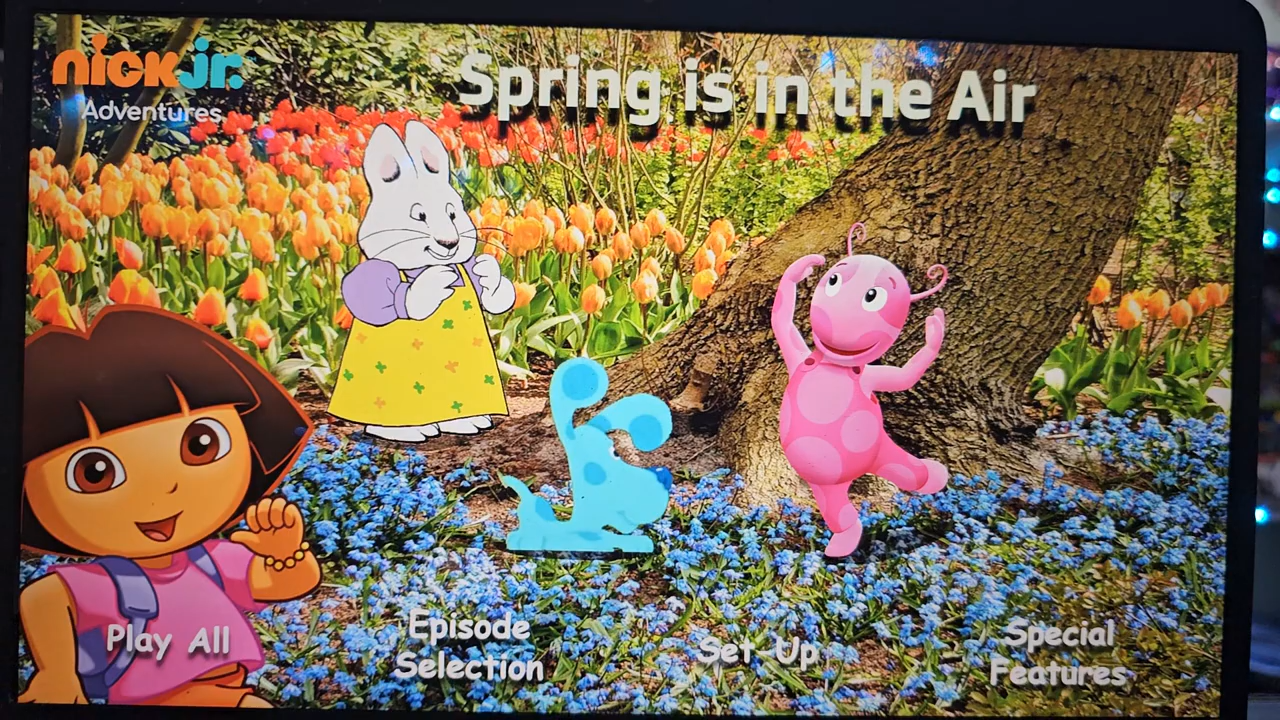 nick jr.
Adventures
Spring is in the Air
Play All
Episode
Selection
Set Up
Special
Features